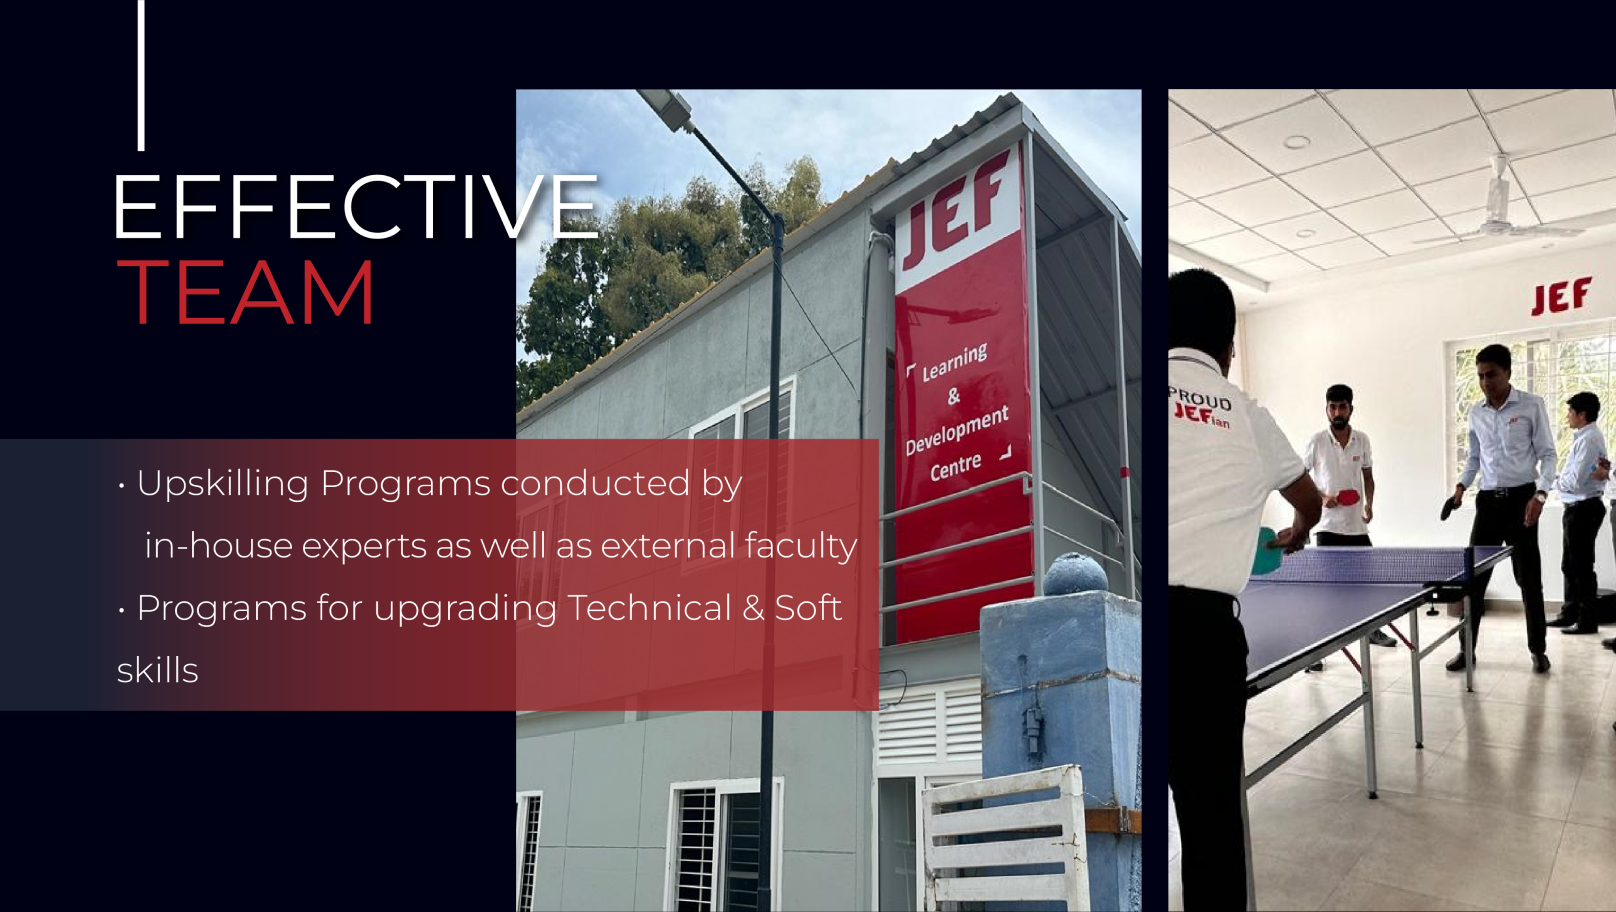 EFFECTIVE
TEAM
• Upskilling Programs conducted by
in-house experts as well as external faculty
• Programs for upgrading Technical & Soft
skills
JEF
Learning
&
Development
Centre
JEF
PROUD
JEFian